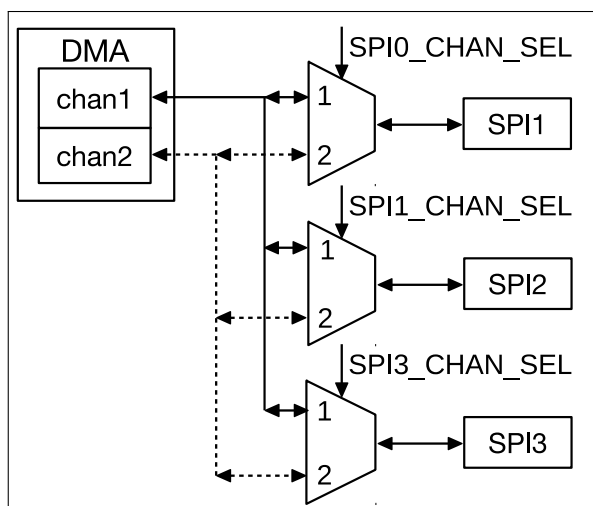 DMA
chan1
chan2
SPI0_CHAN_SEL
1
2
SPI1
SPI1_CHAN_SEL
1
2
SPI2
SPI3_CHAN_SEL
1
2
SPI3